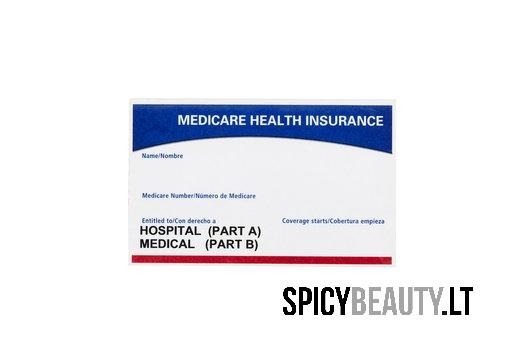 MEDICARE HEALTH INSURANCE
Name/Nombre
Medicare Number/Número de Medicare
Entitled to/Con derecho a
Coverage starts/Cobertura empieza
HOSPITAL (PART A)
MEDICAL (PART B)
SPICYBEAUTY.LT